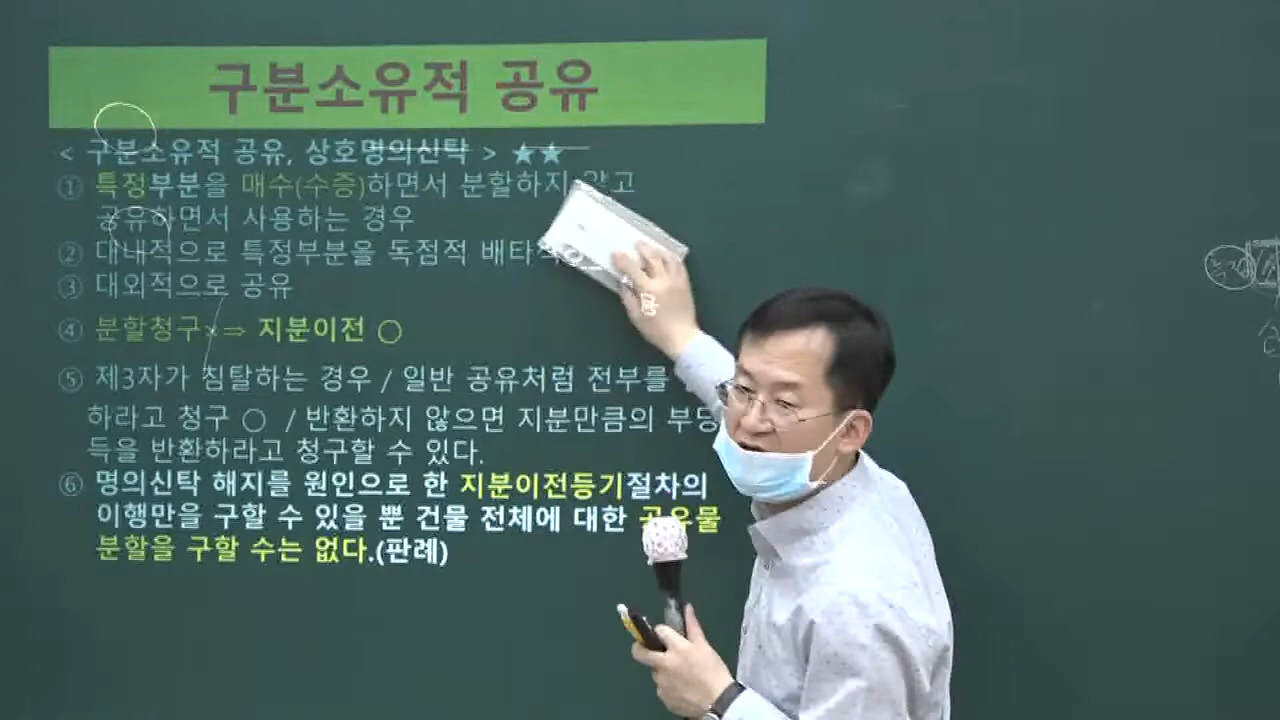 구분소유적 공유
< 구분소유적 공유, 상호명의신탁 > ★★
① 특정부분을 매수(수증)하면서 분할하지 않고
공유하면서 사용하는 경우
② 대내적으로 특정부분을 독점적 배타적으
③ 대외적으로 공유
④ 분할청구× ⇒ 지분이전 ○
⑤ 제3자가 침탈하는 경우 / 일반 공유처럼 전부를
하라고 청구 ○ / 반환하지 않으면 지분만큼의 부당
득을 반환하라고 청구할 수 있다.
⑥ 명의신탁 해지를 원인으로 한 지분이전등기절차의
이행만을 구할 수 있을 뿐 건물 전체에 대한 공유물
분할을 구할 수는 없다.(판례)